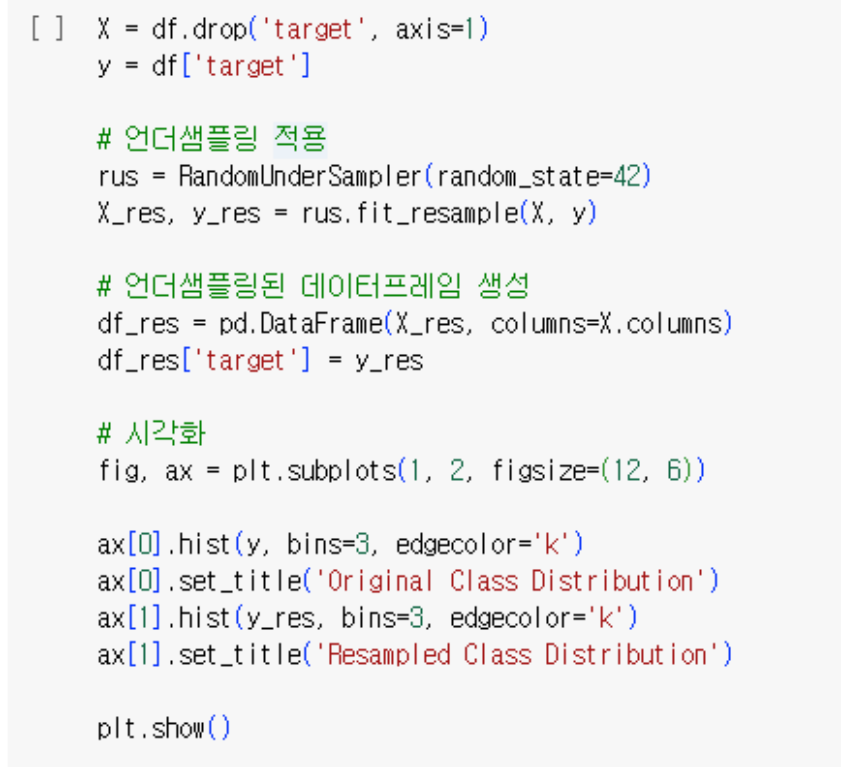 [ ] X = df.drop('target', axis=1)
y = df['target']
# 언더샘플링 적용
rus = RandomUnderSampler(random_state=42)
X_res, y_res = rus.fit_resample(X, y)
# 언더샘플링된 데이터프레임 생성
df_res = pd.DataFrame(X_res, columns=X.columns)
df_res['target'] = y_res
# 시각화
fig, ax = plt.subplots(1, 2, figsize=(12, 6))
ax[0].hist(y, bins=3, edgecolor='k')
ax[0].set_title('Original Class Distribution')
ax[1].hist(y_res, bins=3, edgecolor='k')
ax[1].set_title('Resampled Class Distribution')
plt.show()